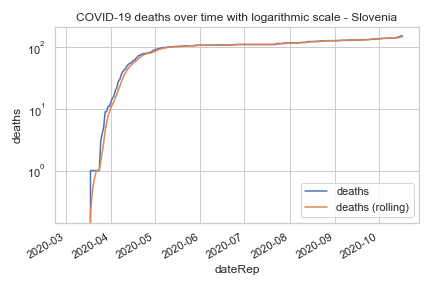 COVID-19 deaths over time with logarithmic scale - Slovenia
10²
10¹
10⁰
deaths
deaths
deaths (rolling)
2020-03
2020-04
2020-05
2020-06
2020-07
2020-08
2020-09
2020-10
dateRep